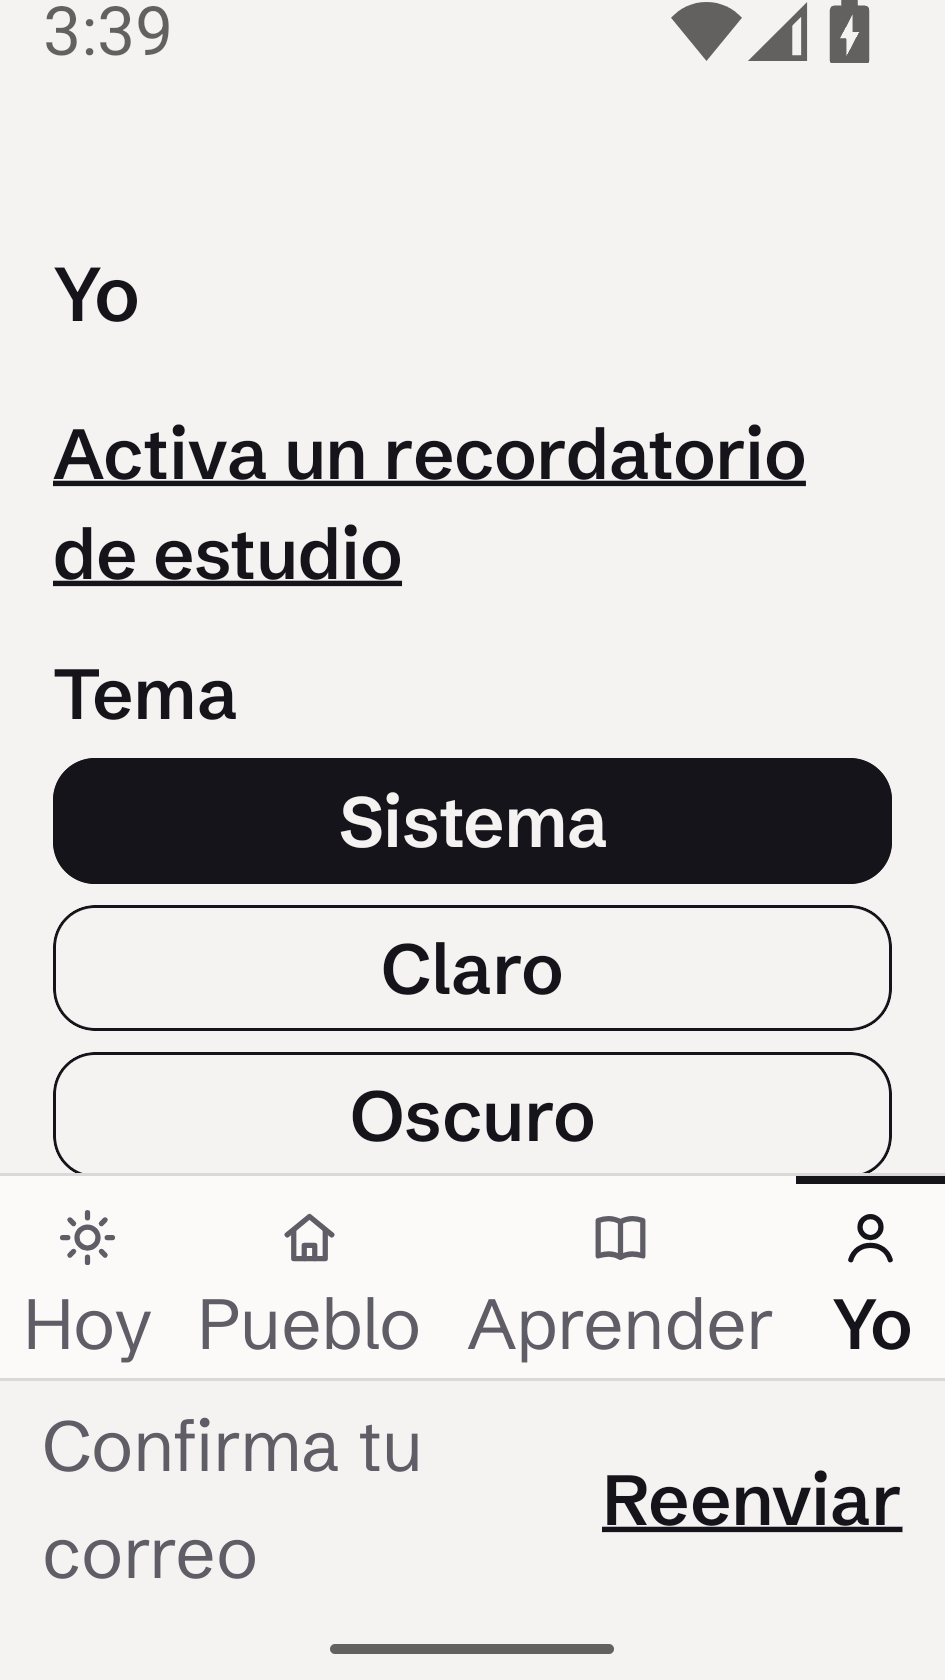 3:39
Yo
Activa un recordatorio
de estudio
Tema
Sistema
Claro
Oscuro
Hoy
Pueblo
Aprender
Yo
Confirma tu
correo
Reenviar